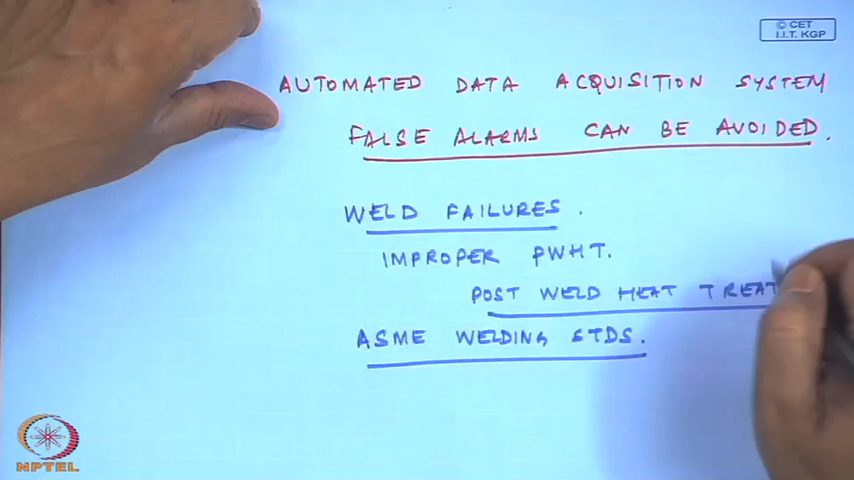 © CET
I.I.T. KGP
AUTOMATED DATA ACQUISITION SYSTEM
FALSE ALARMS CAN BE AVOIDED.
WELD FAILURES.
IMPROPER PWHT.
POST WELD HEAT TREAT
ASME WELDING STDS.
NPTEL